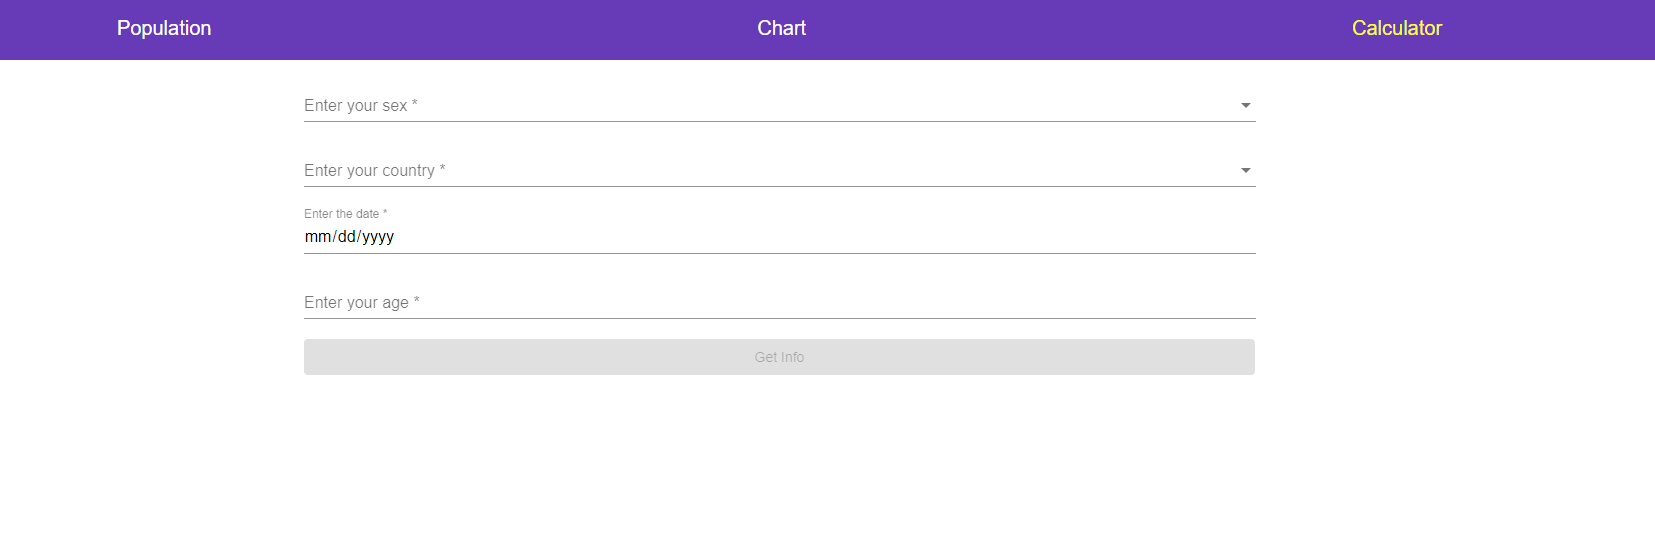 Population Chart Calculator
Enter your sex *
Enter your country *
Enter the date *
mm/dd/yyyy
Enter your age *
Get Info